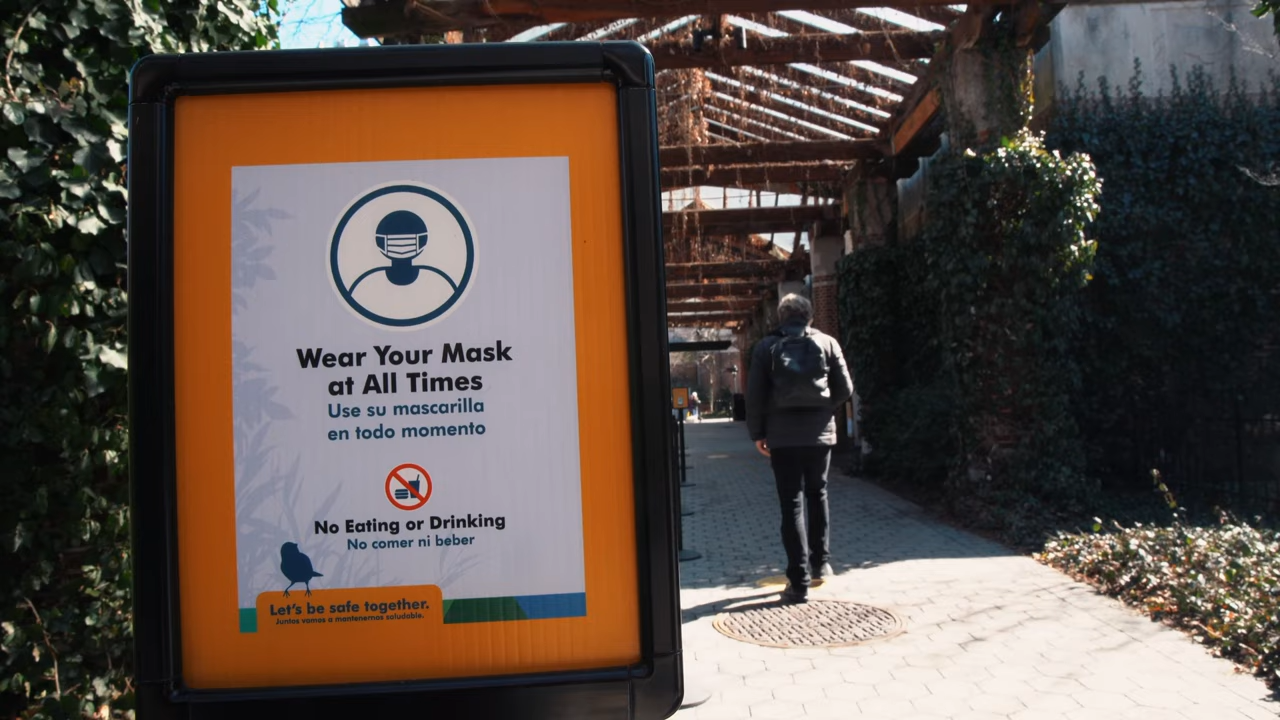 Wear Your Mask
at All Times
Use su mascarilla
en todo momento
No Eating or Drinking
No comer ni beber
Let's be safe together.
Juntos vamos a mantenernos saludable.